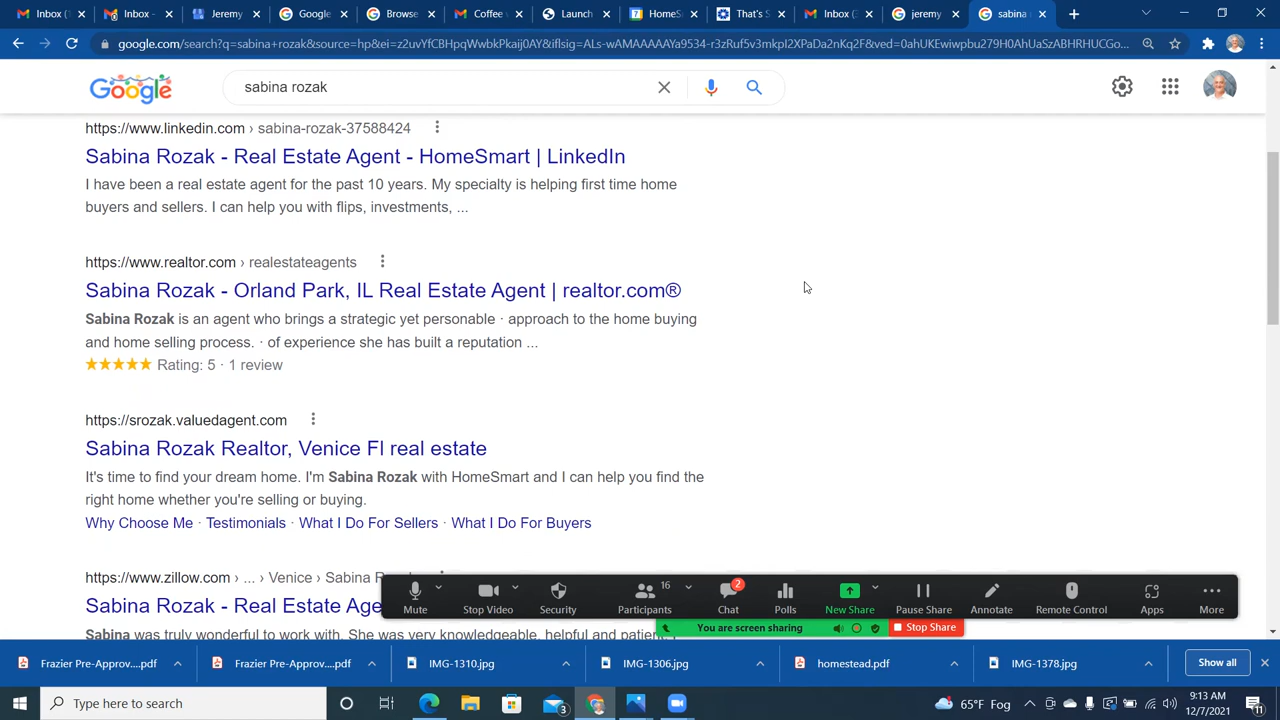 Inbox (
Inbox -
Jeremy
Google
Browse
Coffee v
Launch
HomeS
That's S
Inbox (
jeremy
sabina
google.com/search?q=sabina+rozak&source=hp&ei=z2uvYfCBHpqWwbkPkaij0AY&iflsig=ALs-wAMAAAAAYa9534-r3zRuf5v3mkpI2XPaDa2nKq2F&ved=0ahUKEwiwpbu279H0AhUaSzABHRHUCGo...
Google
sabina rozak
https://www.linkedin.com › sabina-rozak-37588424
Sabina Rozak - Real Estate Agent - HomeSmart | LinkedIn
I have been a real estate agent for the past 10 years. My specialty is helping first time home
buyers and sellers. I can help you with flips, investments, ...
https://www.realtor.com › realestateagents
Sabina Rozak - Orland Park, IL Real Estate Agent | realtor.com®
Sabina Rozak is an agent who brings a strategic yet personable · approach to the home buying
and home selling process. · of experience she has built a reputation ...
Rating: 5 · 1 review
https://srozak.valuedagent.com
Sabina Rozak Realtor, Venice Fl real estate
It's time to find your dream home. I'm Sabina Rozak with HomeSmart and I can help you find the
right home whether you're selling or buying.
Why Choose Me · Testimonials · What I Do For Sellers · What I Do For Buyers
https://www.zillow.com › ... › Venice › Sabina R
Sabina Rozak - Real Estate Age
Sabina was truly wonderful to work with. She was very knowledgeable, helpful and patie
Mute
Stop Video
Security
16
Participants
2
Chat
Polls
New Share
Pause Share
Annotate
Remote Control
Apps
More
You are screen sharing
Stop Share
Frazier Pre-Approv....pdf
Frazier Pre-Approv....pdf
IMG-1310.jpg
IMG-1306.jpg
homestead.pdf
IMG-1378.jpg
Show all
Type here to search
3
65°F Fog
9:13 AM
12/7/2021
11